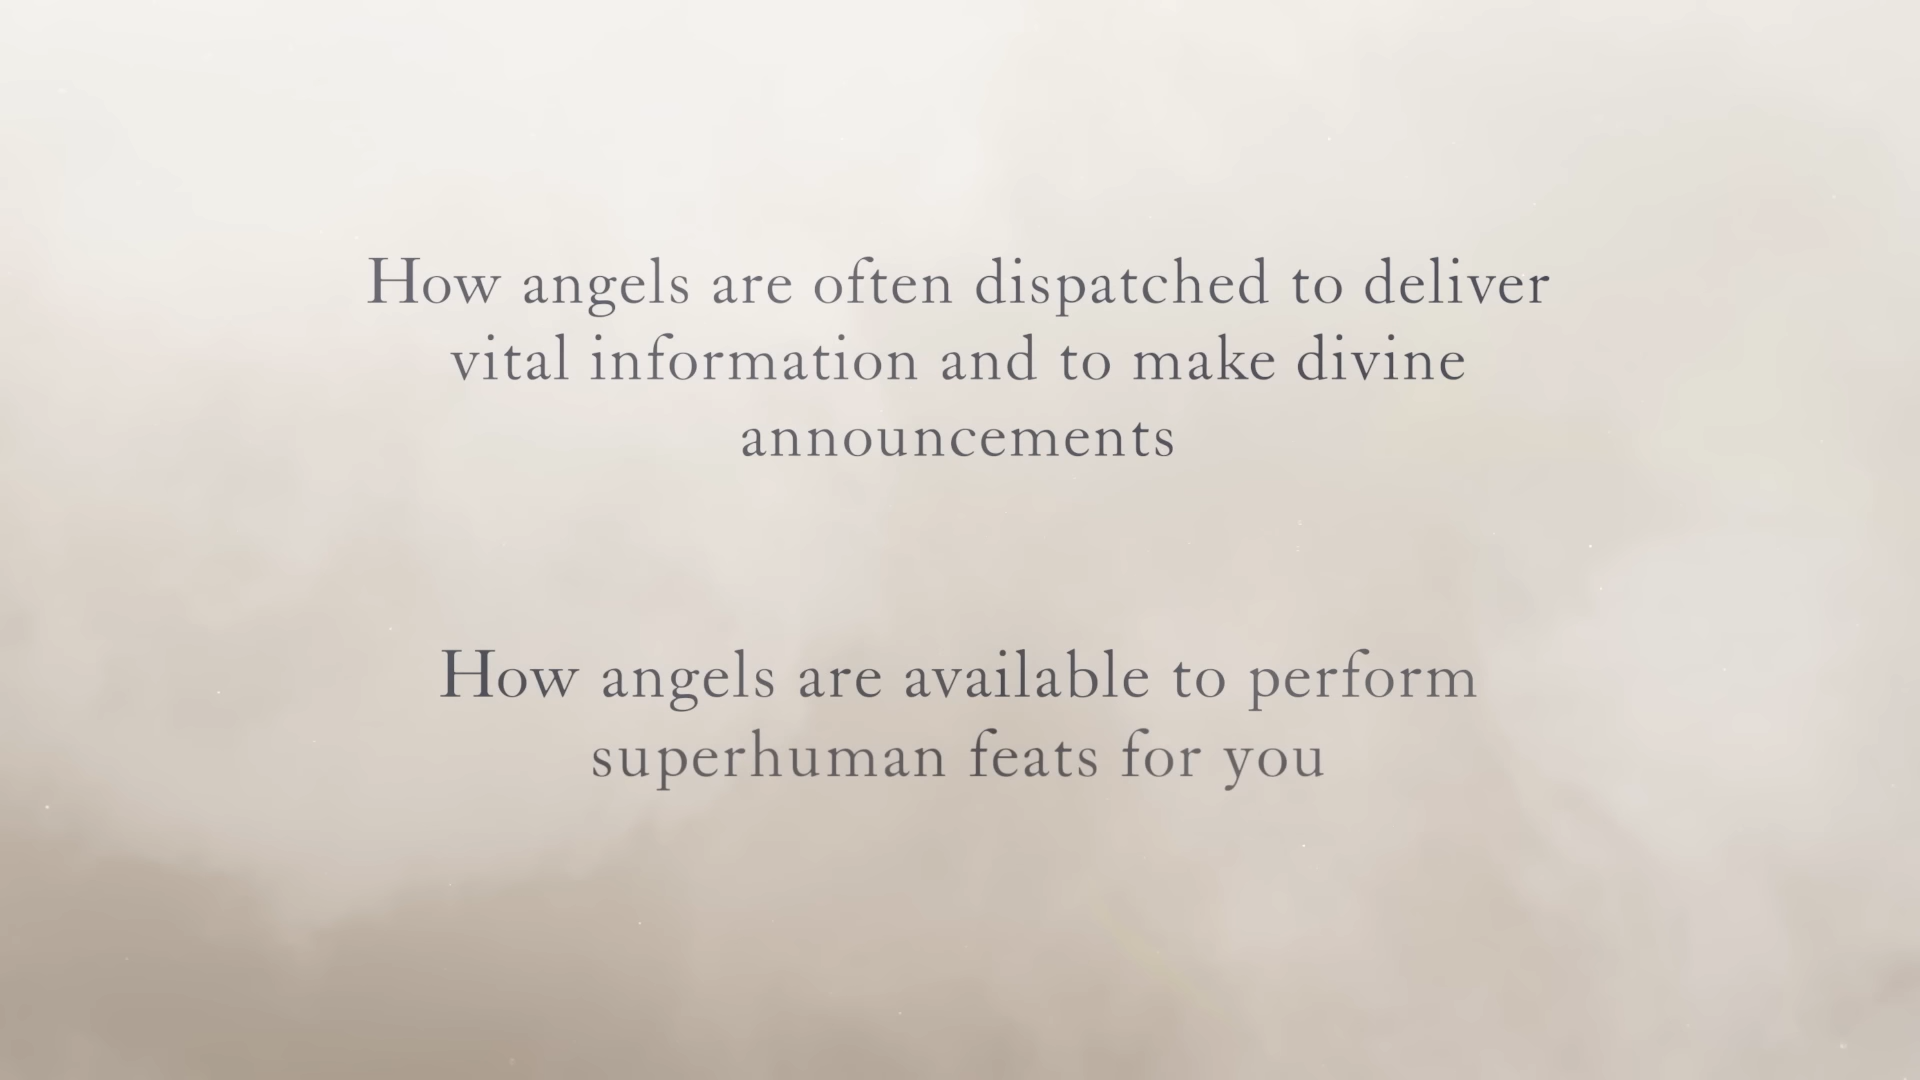 How angels are often dispatched to deliver
vital information and to make divine
announcements
How angels are available to perform
superhuman feats for you